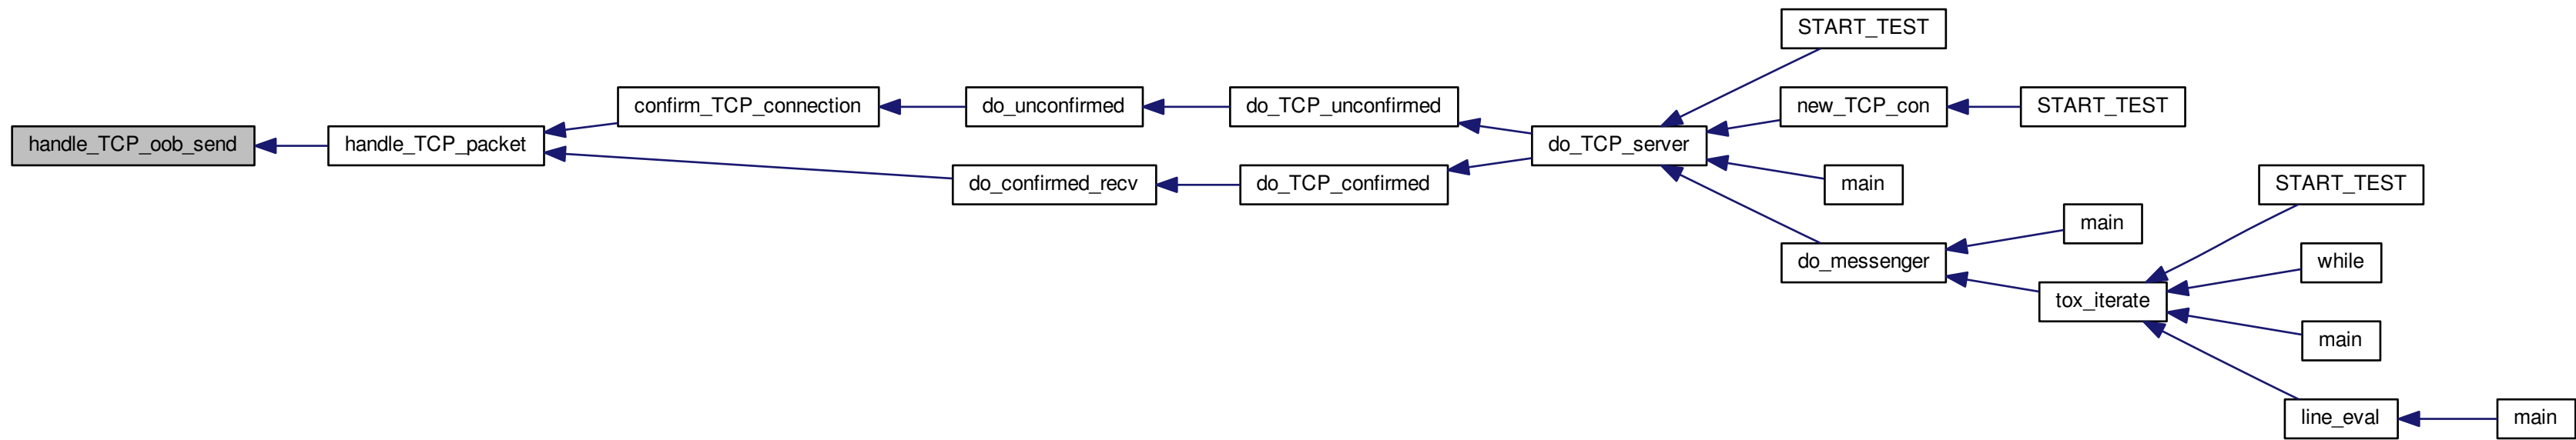 START_TEST
confirm_TCP_connection
do_unconfirmed
do_TCP_unconfirmed
new_TCP_con
START_TEST
handle_TCP_oob_send
handle_TCP_packet
do_TCP_server
do_confirmed_recv
do_TCP_confirmed
main
START_TEST
main
do_messenger
while
tox_iterate
main
line_eval
main